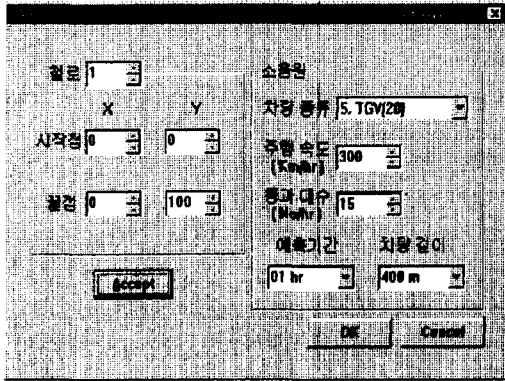 철로 1
X Y
시작점 0 0
끝점 0 100
Accept
소음원
차량 종류 5. TGV(20)
주행 속도 (Km/hr) 300
통과 대수 (No/hr) 15
예측기간 차량 길이
01 hr 400 m
OK Cancel